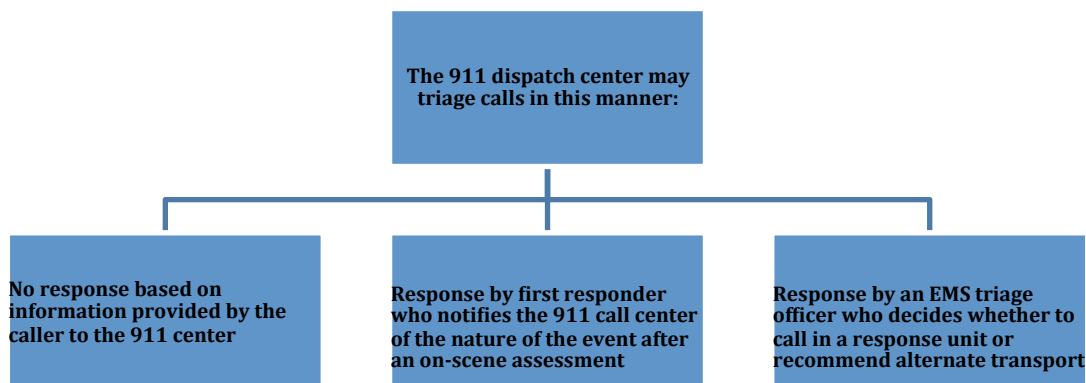 The 911 dispatch center may
triage calls in this manner:
No response based on
information provided by the
caller to the 911 center
Response by first responder
who notifies the 911 call center
of the nature of the event after
an on-scene assessment
Response by an EMS triage
officer who decides whether to
call in a response unit or
recommend alternate transport